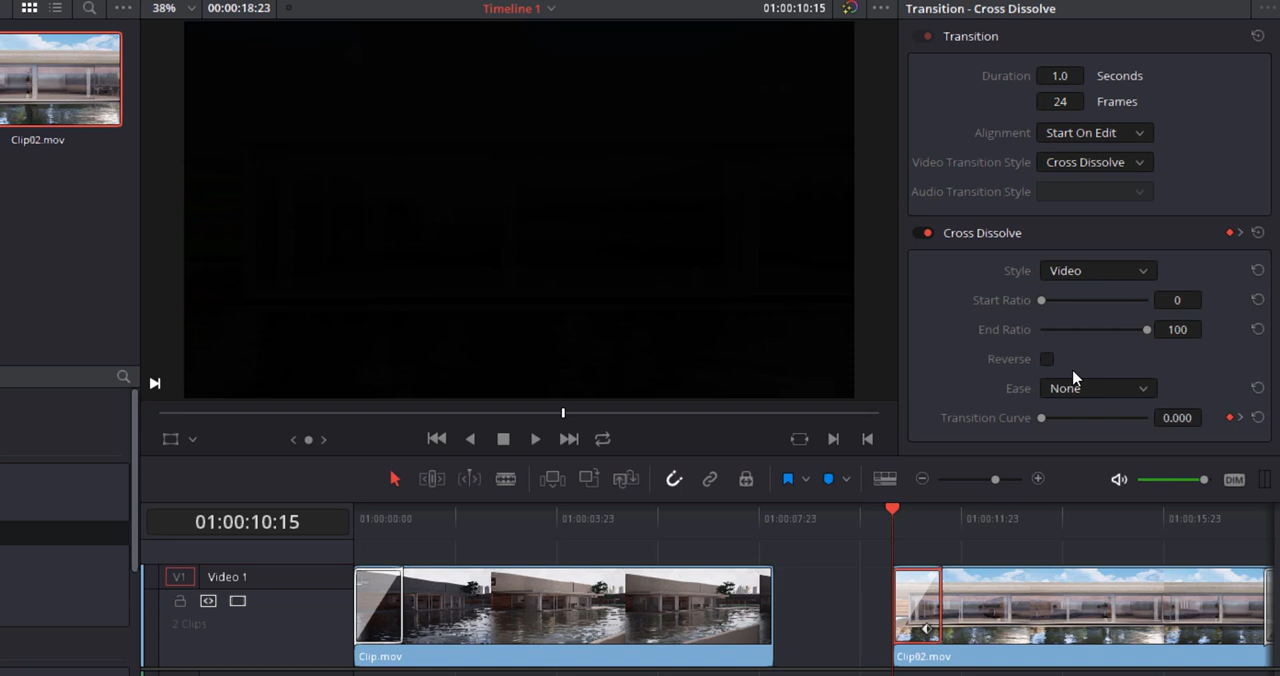 38%
00:00:18:23
Timeline 1
01:00:10:15
Transition - Cross Dissolve
Clip02.mov
Transition
Duration 1.0 Seconds
24 Frames
Alignment Start On Edit
Video Transition Style Cross Dissolve
Audio Transition Style
Cross Dissolve
Style Video
Start Ratio 0
End Ratio 100
Reverse
Ease None
Transition Curve 0.000
DIM
01:00:10:15
01:00:00:00
01:00:03:23
01:00:07:23
01:00:11:23
01:00:15:23
V1 Video 1
2 Clips
Clip.mov
Clip02.mov